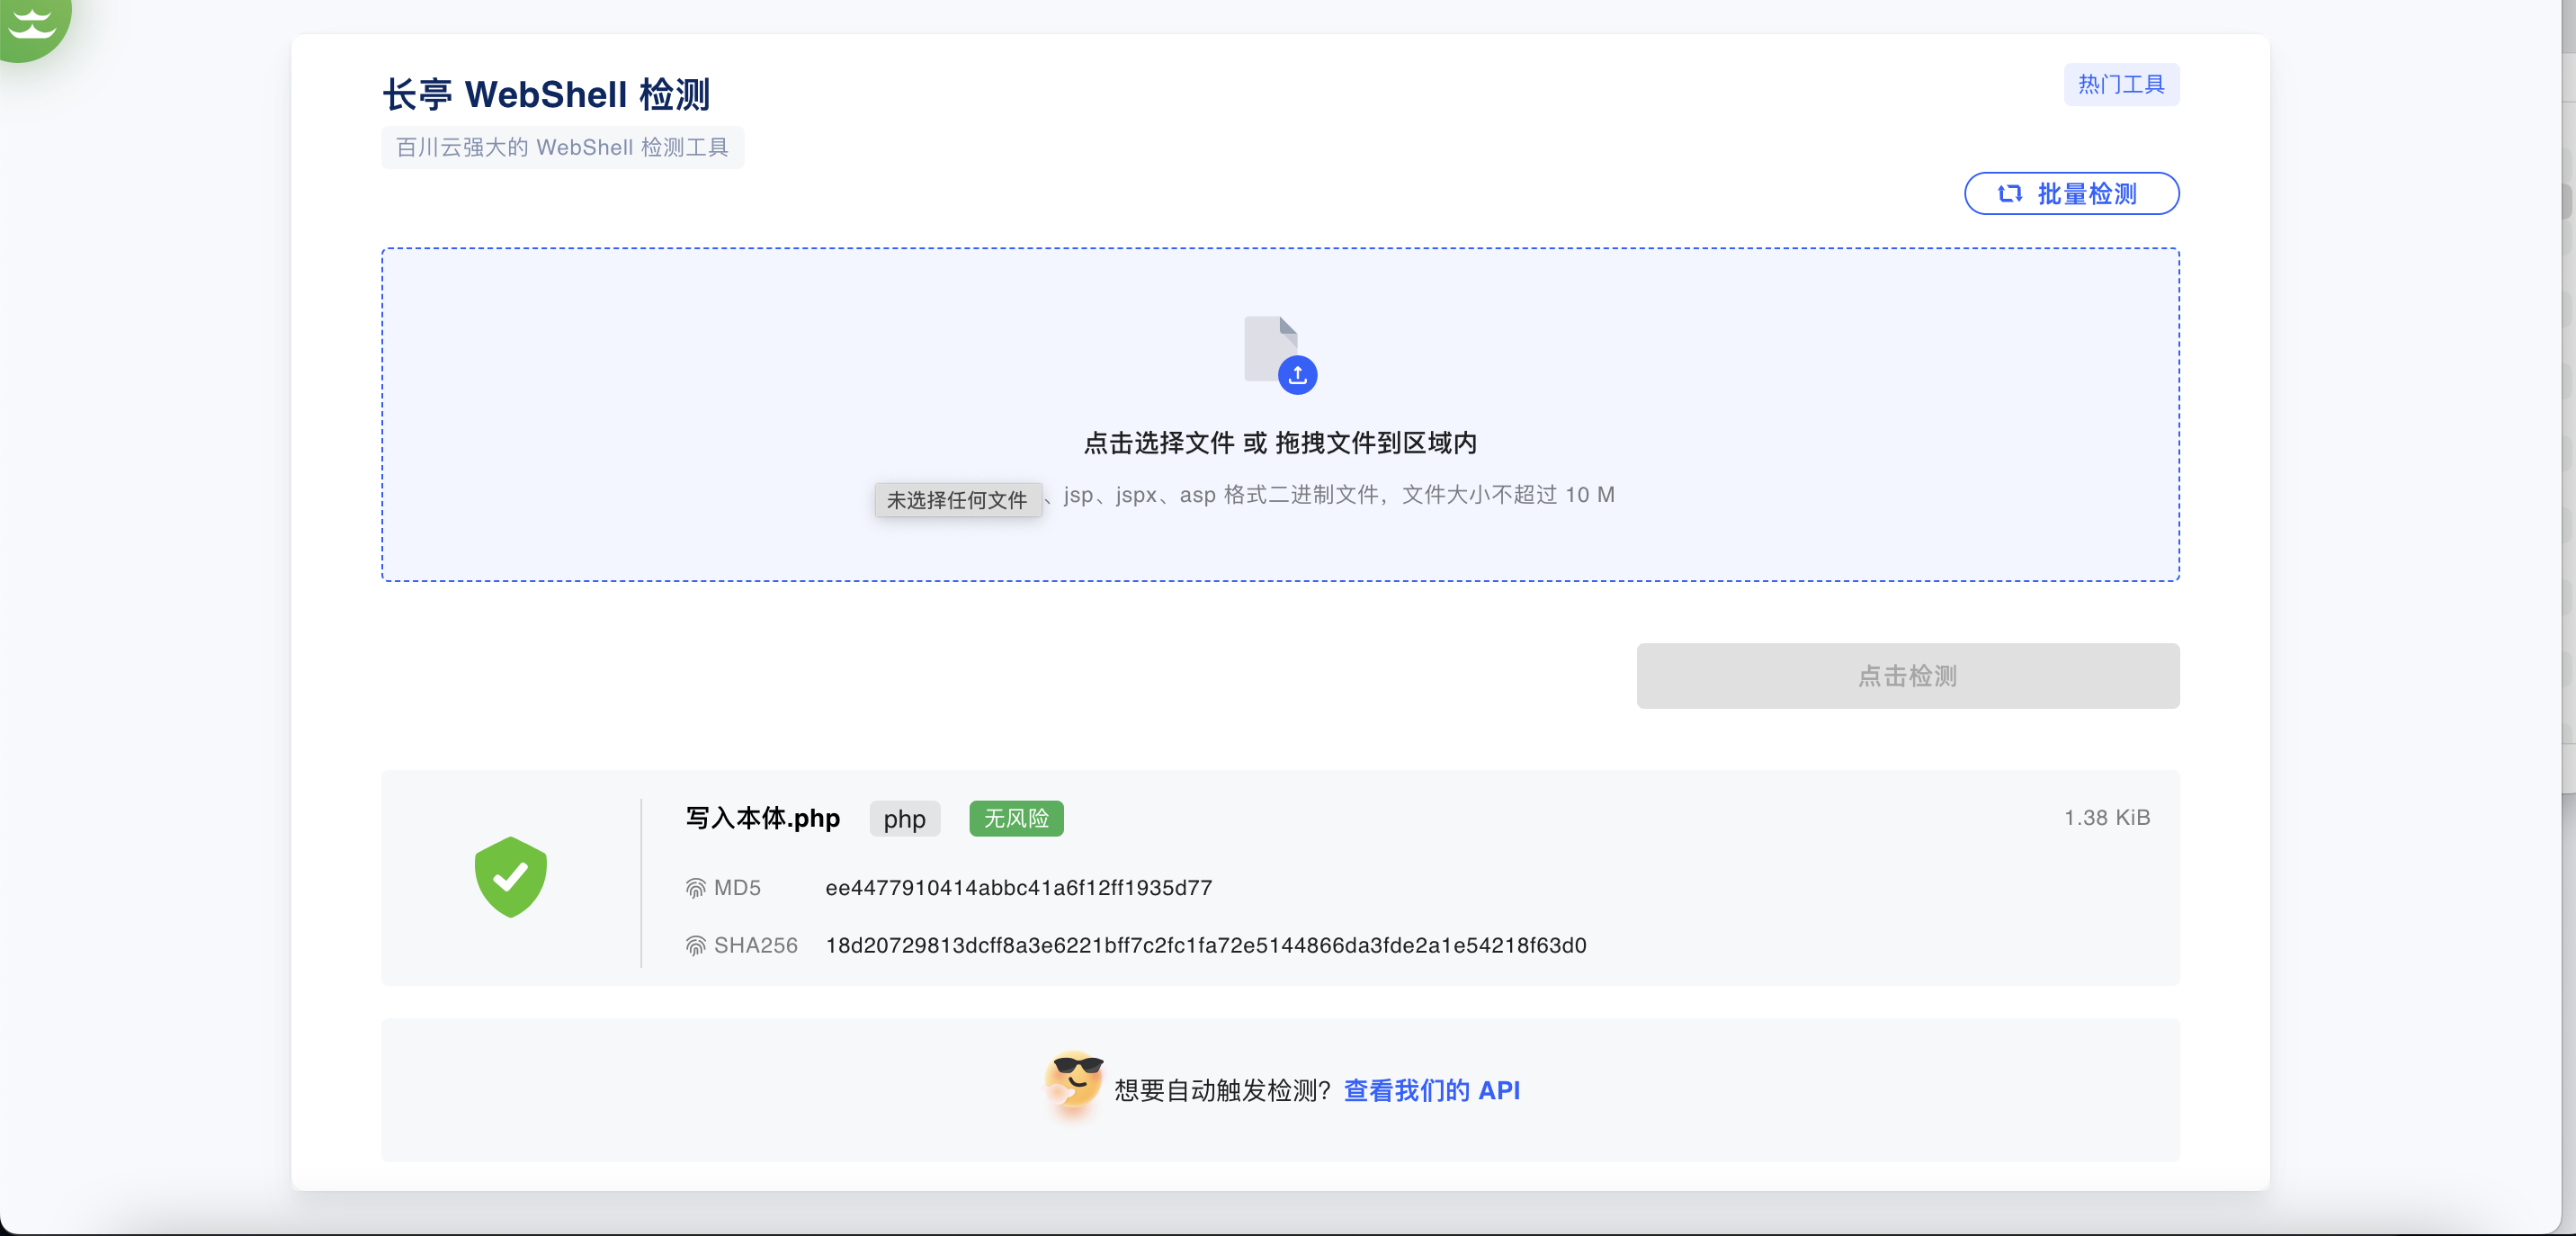 长亭 WebShell 检测
热门工具
百川云强大的 WebShell 检测工具
批量检测
点击选择文件 或 拖拽文件到区域内
未选择任何文件
、jsp、jspx、asp 格式二进制文件，文件大小不超过 10 M
点击检测
写入本体.php php 无风险 1.38 KiB
MD5 ee4477910414abbc41a6f12ff1935d77
SHA256 18d20729813dcff8a3e6221bff7c2fc1fa72e5144866da3fde2a1e54218f63d0
想要自动触发检测？查看我们的 API